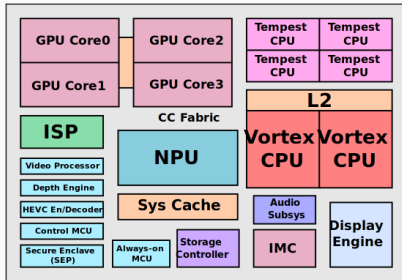 GPU Core0
GPU Core2
GPU Core1
GPU Core3
Tempest
CPU
Tempest
CPU
Tempest
CPU
Tempest
CPU
L2
Vortex
CPU
Vortex
CPU
CC Fabric
ISP
NPU
Video Processor
Depth Engine
HEVC En/Decoder
Control MCU
Secure Enclave
(SEP)
Sys Cache
Always-on
MCU
Storage
Controller
Audio
Subsys
IMC
Display
Engine